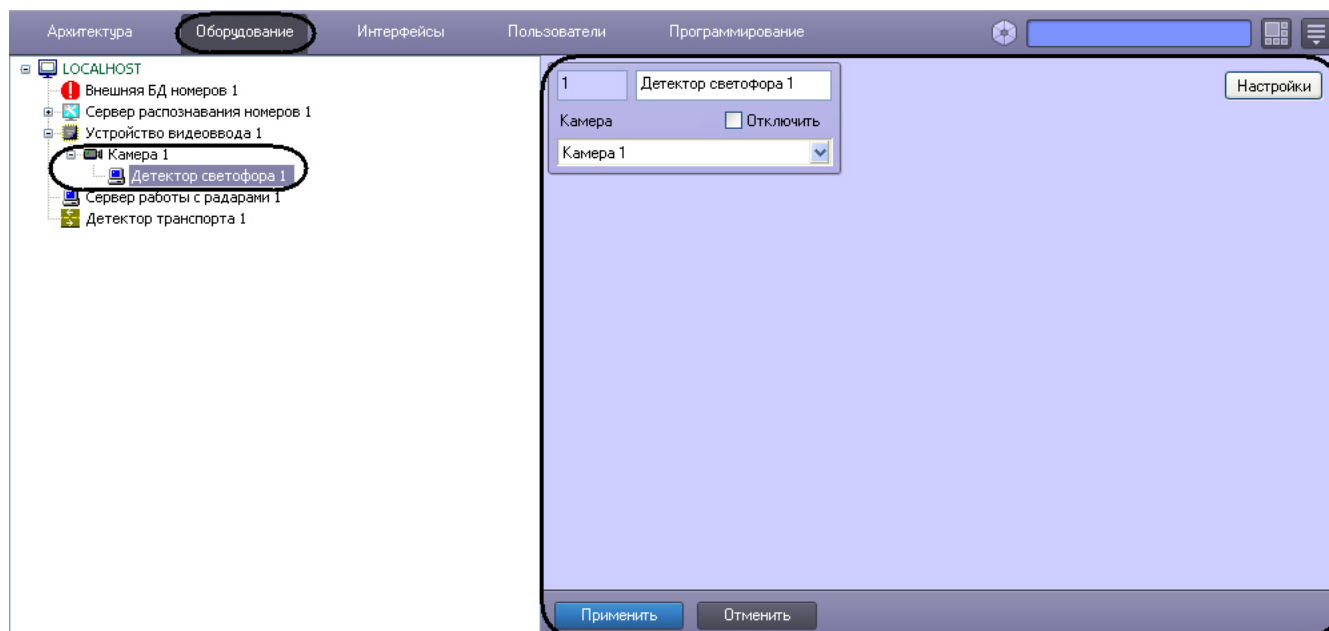 Архитектура Оборудование Интерфейсы Пользователи Программирование
LOCALHOST
Внешняя БД номеров 1
Сервер распознавания номеров 1
Устройство видеоввода 1
Камера 1
Детектор светофора 1
Сервер работы с радарами 1
Детектор транспорта 1
1 Детектор светофора 1
Настройки
Камера Отключить
Камера 1
Применить Отменить